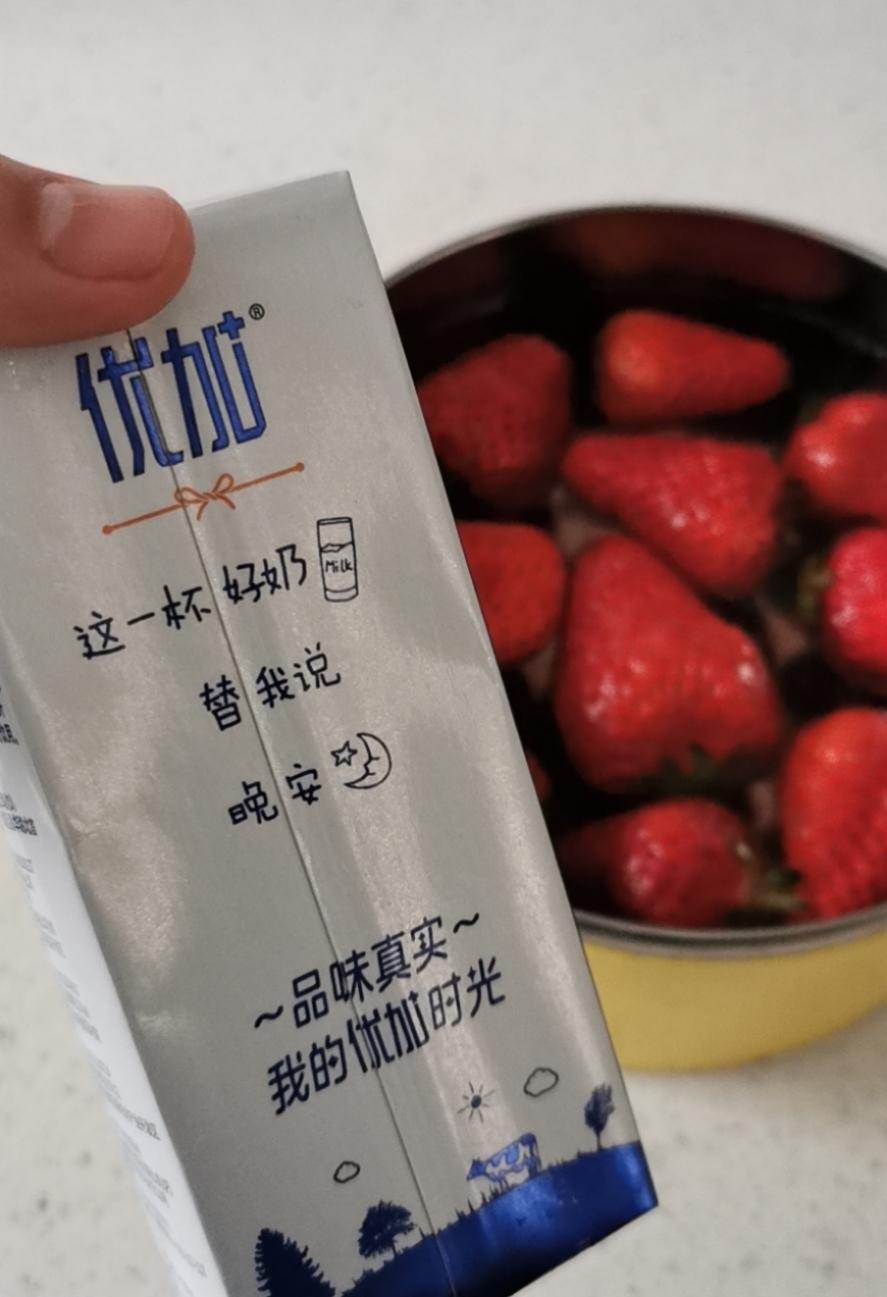 优加®
这一杯好奶
Milk
替我说
晚安
~品味真实~
我的优加时光